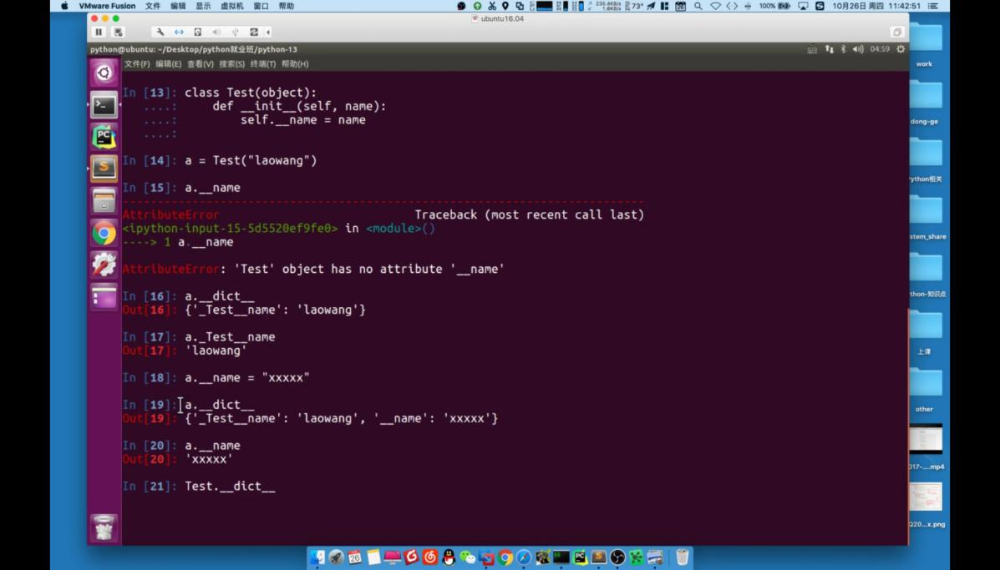 VMware Fusion 文件 编辑 显示 虚拟机 窗口 帮助
73° 100% 10月26日 周四 11:42:51
ubuntu16.04
python@ubuntu: ~/Desktop/python就业班/python-13
04:59
文件(F) 编辑(E) 查看(V) 搜索(S) 终端(T) 帮助(H)
In [13]: class Test(object):
....: def __init__(self, name):
....: self.__name = name
....:
In [14]: a = Test("laowang")
In [15]: a.__name
---------------------------------------------------------------------------
AttributeError Traceback (most recent call last)
<ipython-input-15-5d5520ef9fe0> in <module>()
----> 1 a.__name
AttributeError: 'Test' object has no attribute '__name'
In [16]: a.__dict__
Out[16]: {'_Test__name': 'laowang'}
In [17]: a._Test__name
Out[17]: 'laowang'
In [18]: a.__name = "xxxxx"
In [19]: a.__dict__
Out[19]: {'_Test__name': 'laowang', '__name': 'xxxxx'}
In [20]: a.__name
Out[20]: 'xxxxx'
In [21]: Test.__dict__
work
dong-ge
ython相关
stem_share
thon-知识点
上课
other
017-....mp4
Q20...x.png